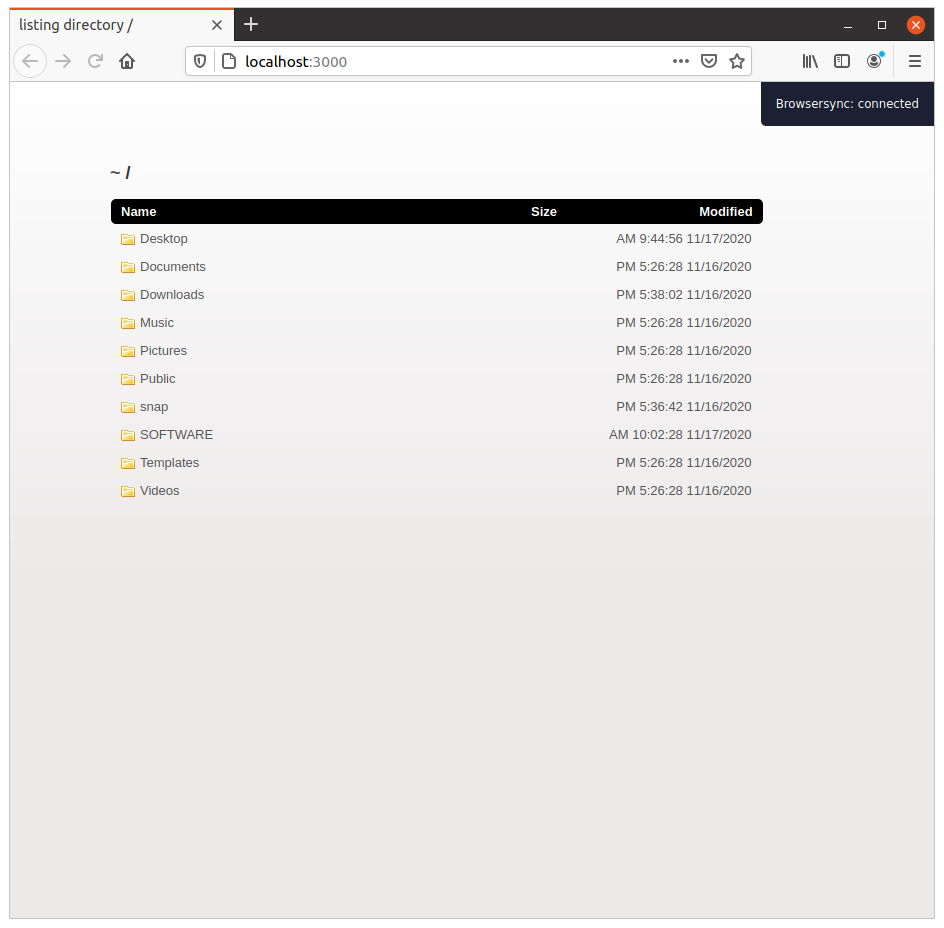 listing directory /
localhost:3000
Browsersync: connected
~ /
Name Size Modified
Desktop AM 9:44:56 11/17/2020
Documents PM 5:26:28 11/16/2020
Downloads PM 5:38:02 11/16/2020
Music PM 5:26:28 11/16/2020
Pictures PM 5:26:28 11/16/2020
Public PM 5:26:28 11/16/2020
snap PM 5:36:42 11/16/2020
SOFTWARE AM 10:02:28 11/17/2020
Templates PM 5:26:28 11/16/2020
Videos PM 5:26:28 11/16/2020